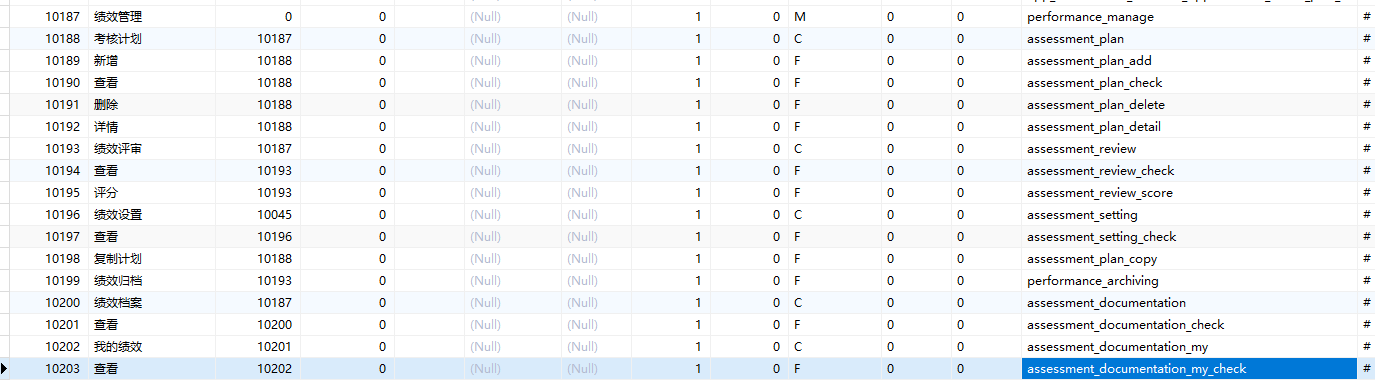 10187 绩效管理 0 0 (Null) (Null) 1 0 M 0 0 performance_manage #
10188 考核计划 10187 0 (Null) (Null) 1 0 C 0 0 assessment_plan #
10189 新增 10188 0 (Null) (Null) 1 0 F 0 0 assessment_plan_add #
10190 查看 10188 0 (Null) (Null) 1 0 F 0 0 assessment_plan_check #
10191 删除 10188 0 (Null) (Null) 1 0 F 0 0 assessment_plan_delete #
10192 详情 10188 0 (Null) (Null) 1 0 F 0 0 assessment_plan_detail #
10193 绩效评审 10187 0 (Null) (Null) 1 0 C 0 0 assessment_review #
10194 查看 10193 0 (Null) (Null) 1 0 F 0 0 assessment_review_check #
10195 评分 10193 0 (Null) (Null) 1 0 F 0 0 assessment_review_score #
10196 绩效设置 10045 0 (Null) (Null) 1 0 C 0 0 assessment_setting #
10197 查看 10196 0 (Null) (Null) 1 0 F 0 0 assessment_setting_check #
10198 复制计划 10188 0 (Null) (Null) 1 0 F 0 0 assessment_plan_copy #
10199 绩效归档 10193 0 (Null) (Null) 1 0 F 0 0 performance_archiving #
10200 绩效档案 10187 0 (Null) (Null) 1 0 C 0 0 assessment_documentation #
10201 查看 10200 0 (Null) (Null) 1 0 F 0 0 assessment_documentation_check #
10202 我的绩效 10201 0 (Null) (Null) 1 0 C 0 0 assessment_documentation_my #
10203 查看 10202 0 (Null) (Null) 1 0 F 0 0 assessment_documentation_my_check #